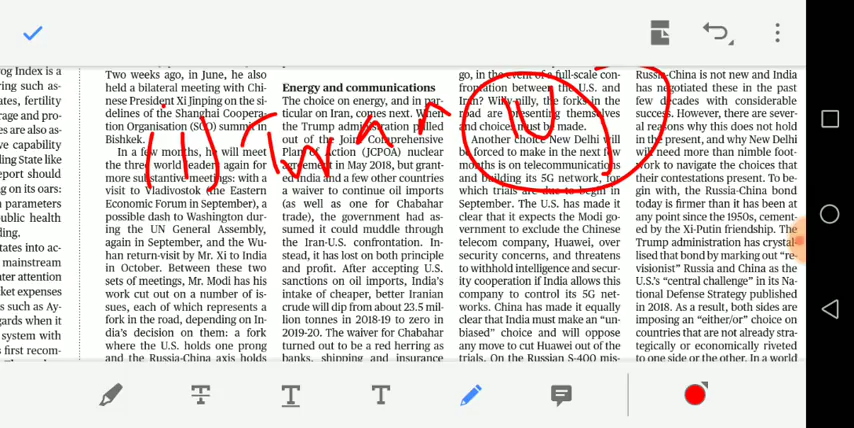 og Index is a
ring such as-
ates, fertility
rage and pro-
es are also as-
ve capability
ling State like
eport should
g on its oars:
n parameters
public health
ding.
tates into ac-
mainstream
ater attention
ket expenses
s such as Ay-
gards when it
system with
s first recom-
Two weeks ago, in June, he also
held a bilateral meeting with Chi-
nese President Xi Jinping on the si-
delines of the Shanghai Coopera-
tion Organisation (SCO) summit in
Bishkek.
In a few months, he will meet
the three world leaders again for
more substantive meetings: with a
visit to Vladivostok (the Eastern
Economic Forum in September), a
possible dash to Washington dur-
ing the UN General Assembly,
again in September, and the Wu-
han return-visit by Mr. Xi to India
in October. Between these two
sets of meetings, Mr. Modi has his
work cut out on a number of is-
sues, each of which represents a
fork in the road, depending on In-
dia's decision on them: a fork
where the U.S. holds one prong
and the Russia-China axis holds
Energy and communications
The choice on energy, and in par-
ticular on Iran, comes next. When
the Trump administration pulled
out of the Joint Comprehensive
Plan of Action (JCPOA) nuclear
agreement in May 2018, but grant-
ed India and a few other countries
a waiver to continue oil imports
(as well as one for Chabahar
trade), the government had as-
sumed it could muddle through
the Iran-U.S. confrontation. In-
stead, it has lost on both principle
and profit. After accepting U.S.
sanctions on oil imports, India's
intake of cheaper, better Iranian
crude will dip from about 23.5 mil-
lion tonnes in 2018-19 to zero in
2019-20. The waiver for Chabahar
turned out to be a red herring as
banks, shipping and insurance
go, in the event of a full-scale con-
frontation between the U.S. and
Iran? Willy-nilly, the forks in the
road are presenting themselves
and choices must be made.
Another choice New Delhi will
be forced to make in the next few
months is on telecommunications
and building its 5G network, for
which trials are due to begin in
September. The U.S. has made it
clear that it expects the Modi go-
vernment to exclude the Chinese
telecom company, Huawei, over
security concerns, and threatens
to withhold intelligence and secur-
ity cooperation if India allows this
company to control its 5G net-
works. China has made it equally
clear that India must make an "un-
biased" choice and will oppose
any move to cut Huawei out of the
trials. On the Russian S-400 mis-
Russia-China is not new and India
has negotiated these in the past
few decades with considerable
success. However, there are sever-
al reasons why this does not hold
in the present, and why New Delhi
will need more than nimble foot-
work to navigate the choices that
their contestations present. To be-
gin with, the Russia-China bond
today is firmer than it has been at
any point since the 1950s, cement-
ed by the Xi-Putin friendship. The
Trump administration has crystal-
lised that bond by marking out "re-
visionist" Russia and China as the
U.S.'s "central challenge" in its Na-
tional Defense Strategy published
in 2018. As a result, both sides are
imposing an "either/or" choice on
countries that are not already stra-
tegically or economically riveted
to one side or the other. In a world